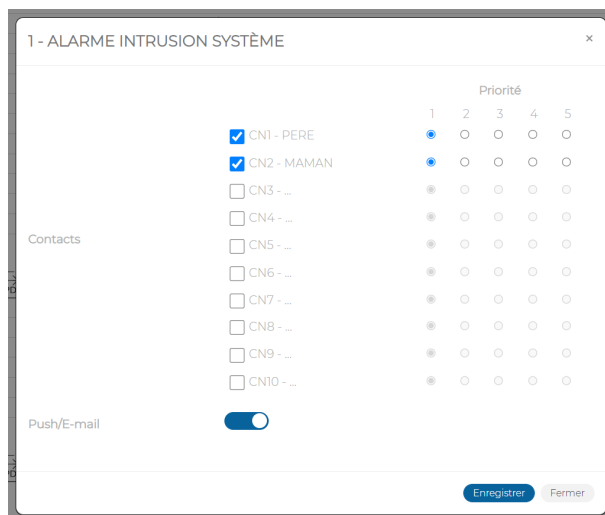 1 - ALARME INTRUSION SYSTÈME ×
Priorité
1 2 3 4 5
CN1 - PERE
CN2 - MAMAN
CN3 - ...
CN4 - ...
Contacts
CN5 - ...
CN6 - ...
CN7 - ...
CN8 - ...
CN9 - ...
CN10 - ...
Push/E-mail
Enregistrer Fermer